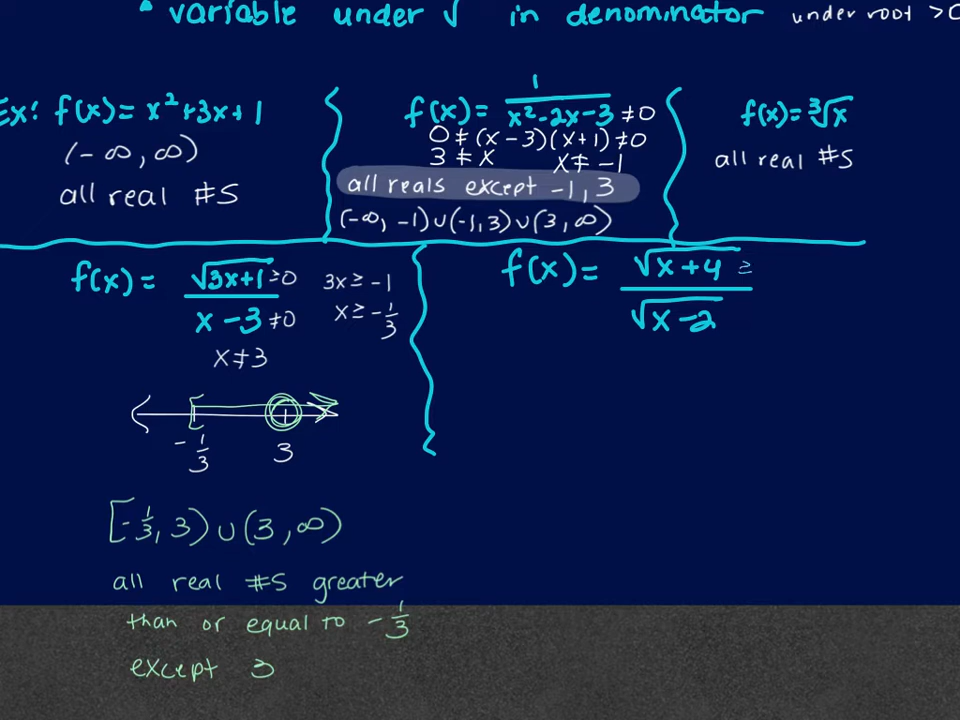 * variable under √ in denominator under root >0
Ex: f(x)= x²+3x+1
(-∞, ∞)
all real #s
f(x)= 1/(x²-2x-3) ≠0
0≠(x-3)(x+1)≠0
3≠x x≠-1
all reals except -1, 3
(-∞, -1)∪(-1,3)∪(3,∞)
f(x)=∛x
all real #s
f(x)= √(3x+1) ≥0 / x-3 ≠0
3x≥-1
x≥-1/3
x≠3
-1/3 3
[-1/3, 3)∪(3,∞)
all real #s greater
than or equal to -1/3
except 3
f(x)= √(x+4) ≥ / √(x-2)